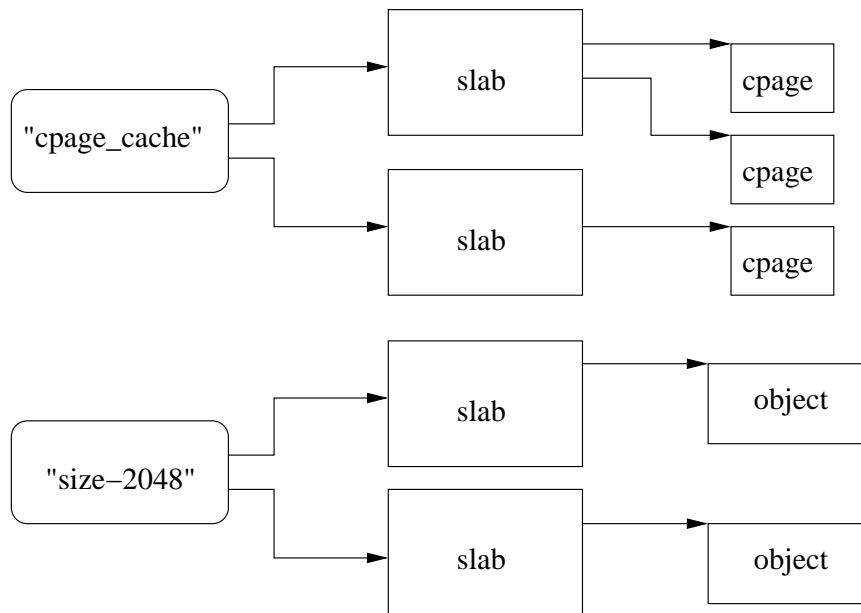 slab
cpage
"cpage_cache"
cpage
slab
cpage
slab
object
"size−2048"
slab
object